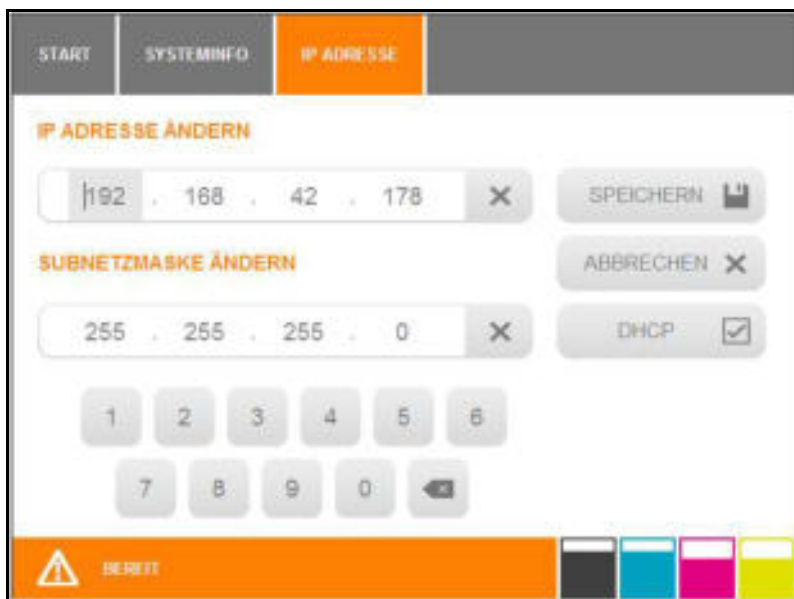 START SYSTEMINFO IP ADRESSE
IP ADRESSE ÄNDERN
192 . 168 . 42 . 178
SPEICHERN
SUBNETZMASKE ÄNDERN
ABBRECHEN
255 . 255 . 255 . 0
DHCP
1 2 3 4 5 6
7 8 9 0
BEREIT